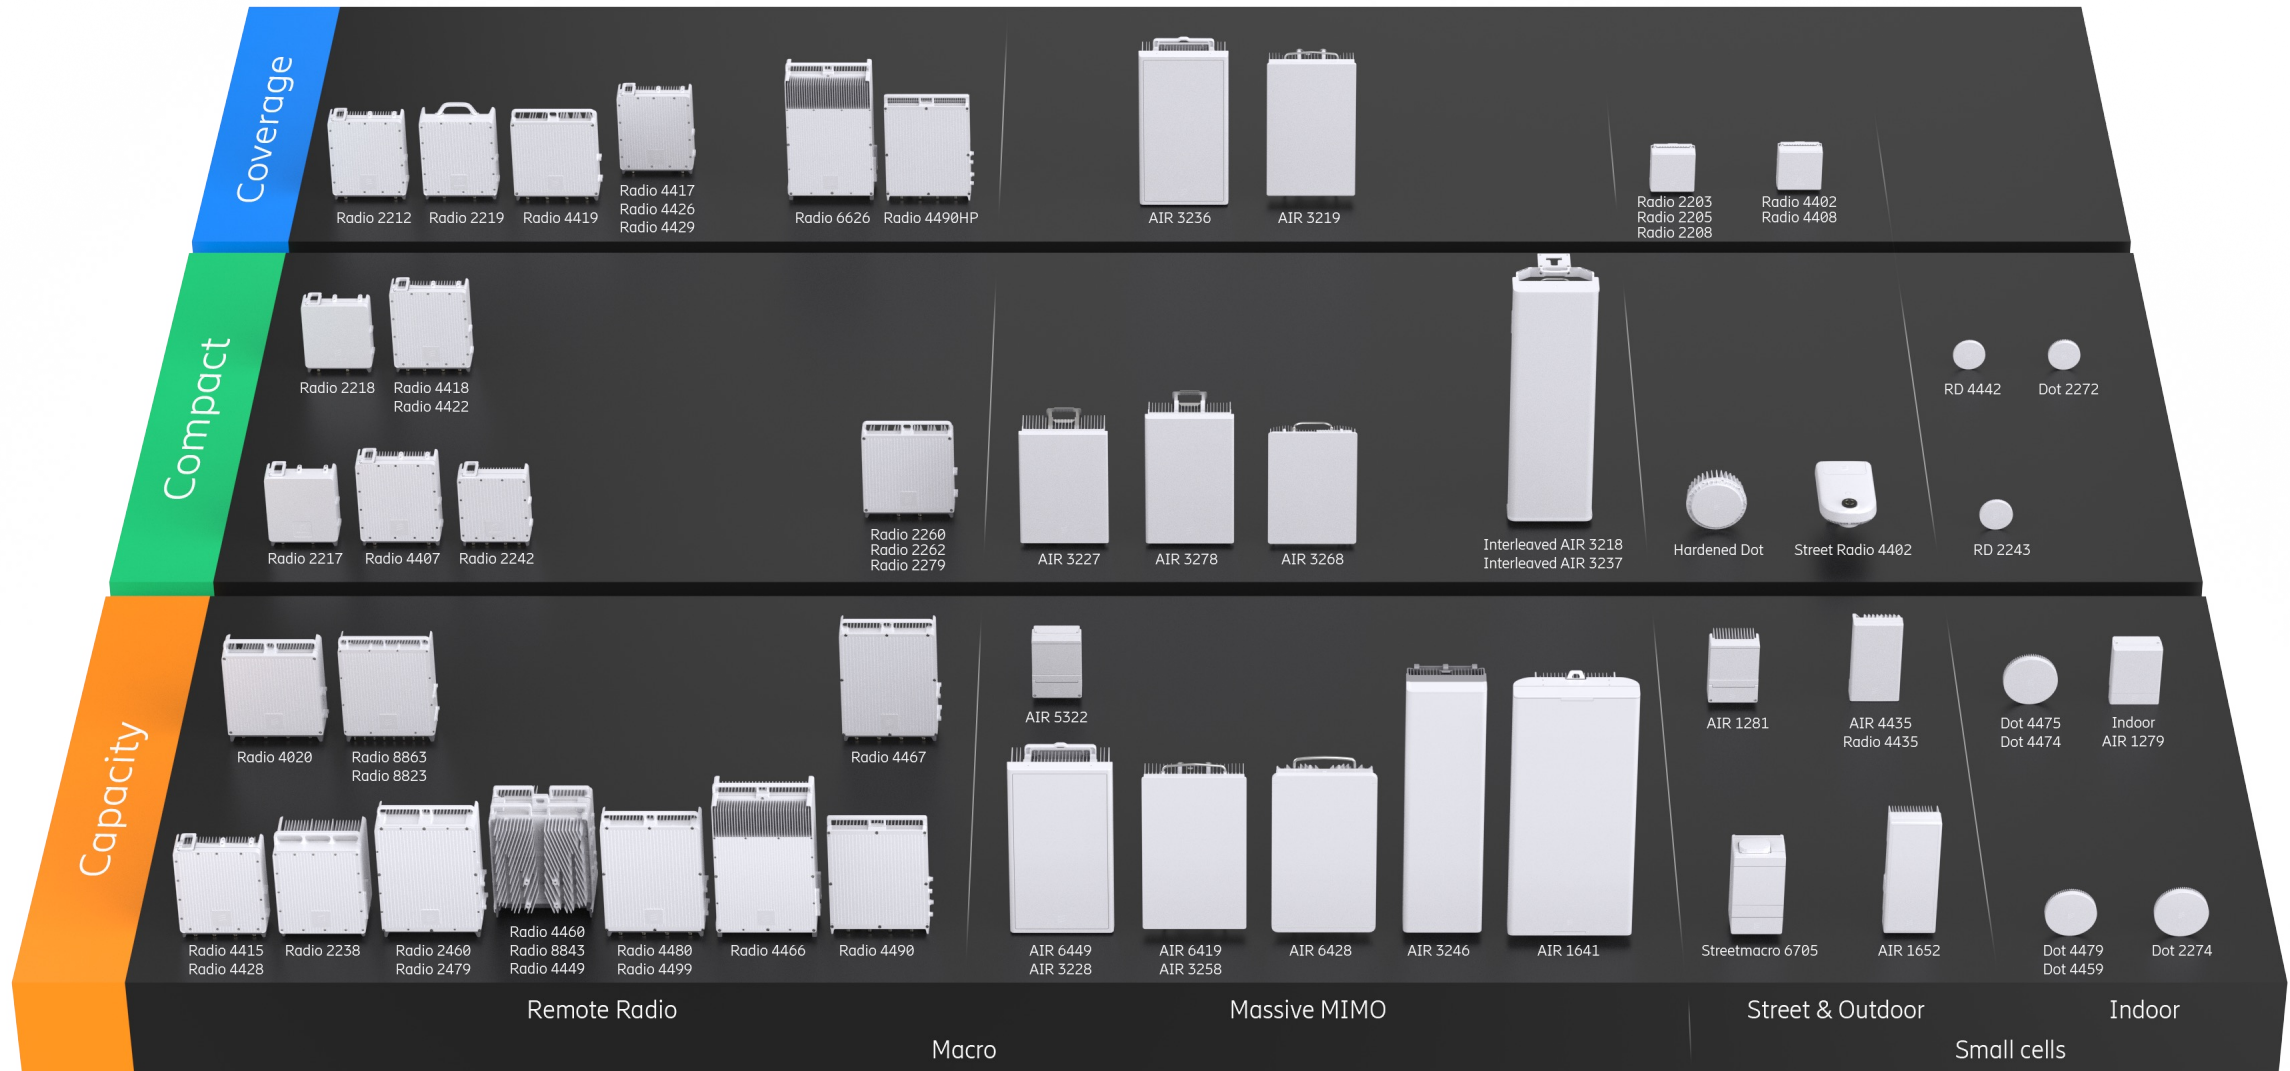 Coverage
Radio 2212
Radio 2219
Radio 4419
Radio 4417
Radio 4426
Radio 4429
Radio 6626
Radio 4490HP
AIR 3236
AIR 3219
Radio 2203
Radio 2205
Radio 2208
Radio 4402
Radio 4408
Compact
Radio 2218
Radio 4418
Radio 4422
RD 4442
Dot 2272
Radio 2217
Radio 4407
Radio 2242
Radio 2260
Radio 2262
Radio 2279
AIR 3227
AIR 3278
AIR 3268
Interleaved AIR 3218
Interleaved AIR 3237
Hardened Dot
Street Radio 4402
RD 2243
Capacity
Radio 4020
Radio 8863
Radio 8823
Radio 4467
AIR 5322
AIR 1281
AIR 4435
Radio 4435
Dot 4475
Dot 4474
Indoor
AIR 1279
Radio 4415
Radio 4428
Radio 2238
Radio 2460
Radio 2479
Radio 4460
Radio 8843
Radio 4449
Radio 4480
Radio 4499
Radio 4466
Radio 4490
AIR 6449
AIR 3228
AIR 6419
AIR 3258
AIR 6428
AIR 3246
AIR 1641
Streetmacro 6705
AIR 1652
Dot 4479
Dot 4459
Dot 2274
Remote Radio
Massive MIMO
Street & Outdoor
Indoor
Macro
Small cells